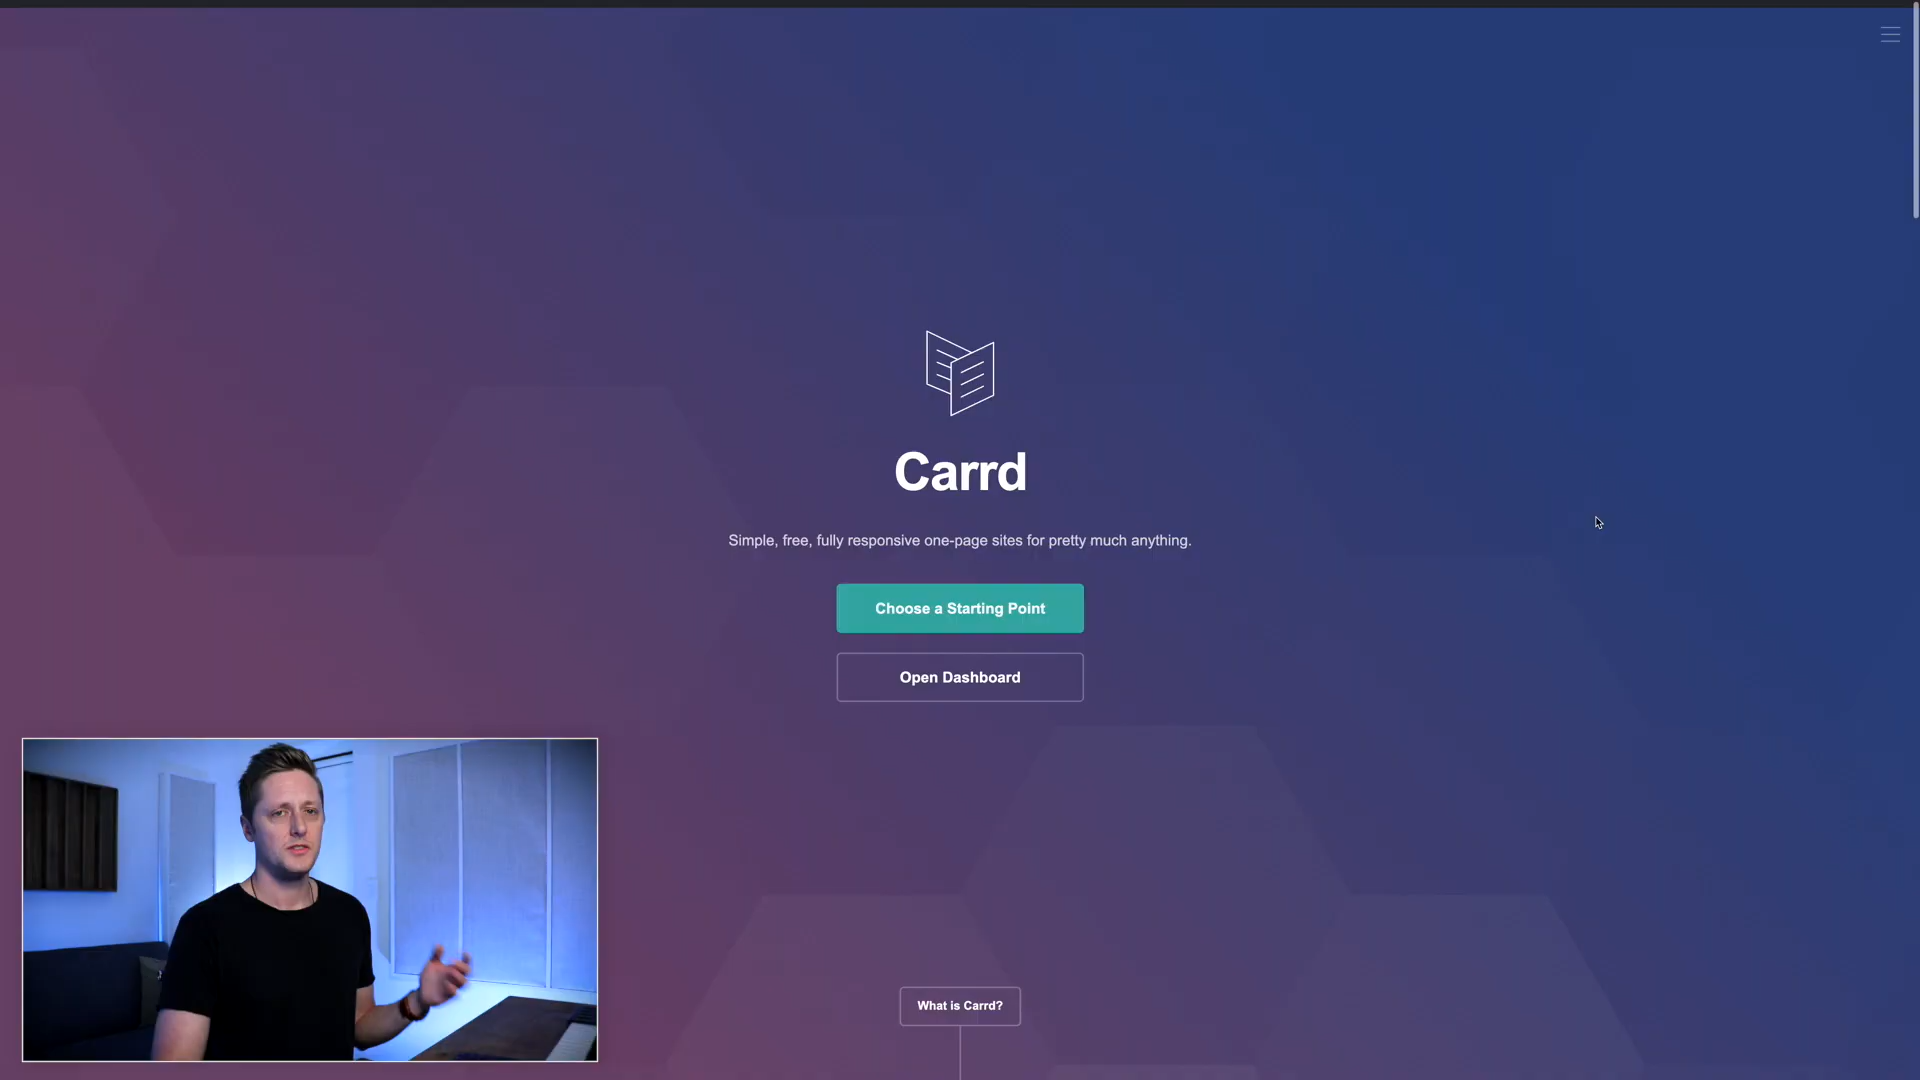 Carrd
Simple, free, fully responsive one-page sites for pretty much anything.
Choose a Starting Point
Open Dashboard
What is Carrd?